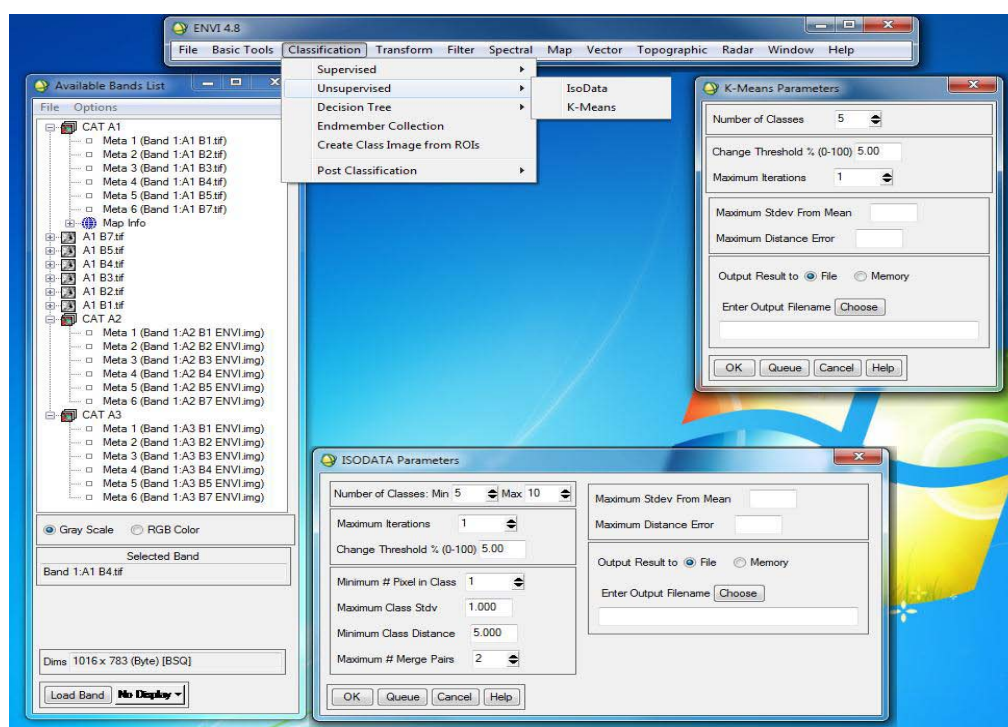 ENVI 4.8
File Basic Tools Classification Transform Filter Spectral Map Vector Topographic Radar Window Help
Supervised
Unsupervised
Decision Tree
Endmember Collection
Create Class Image from ROIs
Post Classification
IsoData
K-Means
Available Bands List
File Options
CAT A1
Meta 1 (Band 1:A1 B1.tif)
Meta 2 (Band 1:A1 B2.tif)
Meta 3 (Band 1:A1 B3.tif)
Meta 4 (Band 1:A1 B4.tif)
Meta 5 (Band 1:A1 B5.tif)
Meta 6 (Band 1:A1 B7.tif)
Map Info
A1 B7.tif
A1 B5.tif
A1 B4.tif
A1 B3.tif
A1 B2.tif
A1 B1.tif
CAT A2
Meta 1 (Band 1:A2 B1 ENVI.img)
Meta 2 (Band 1:A2 B2 ENVI.img)
Meta 3 (Band 1:A2 B3 ENVI.img)
Meta 4 (Band 1:A2 B4 ENVI.img)
Meta 5 (Band 1:A2 B5 ENVI.img)
Meta 6 (Band 1:A2 B7 ENVI.img)
CAT A3
Meta 1 (Band 1:A3 B1 ENVI.img)
Meta 2 (Band 1:A3 B2 ENVI.img)
Meta 3 (Band 1:A3 B3 ENVI.img)
Meta 4 (Band 1:A3 B4 ENVI.img)
Meta 5 (Band 1:A3 B5 ENVI.img)
Meta 6 (Band 1:A3 B7 ENVI.img)
Gray Scale RGB Color
Selected Band
Band 1:A1 B4.tif
Dims 1016 x 783 (Byte) [BSQ]
Load Band No Display
K-Means Parameters
Number of Classes 5
Change Threshold % (0-100) 5.00
Maximum Iterations 1
Maximum Stdev From Mean
Maximum Distance Error
Output Result to File Memory
Enter Output Filename Choose
OK Queue Cancel Help
ISODATA Parameters
Number of Classes: Min 5 Max 10
Maximum Iterations 1
Change Threshold % (0-100) 5.00
Minimum # Pixel in Class 1
Maximum Class Stdv 1.000
Minimum Class Distance 5.000
Maximum # Merge Pairs 2
Maximum Stdev From Mean
Maximum Distance Error
Output Result to File Memory
Enter Output Filename Choose
OK Queue Cancel Help